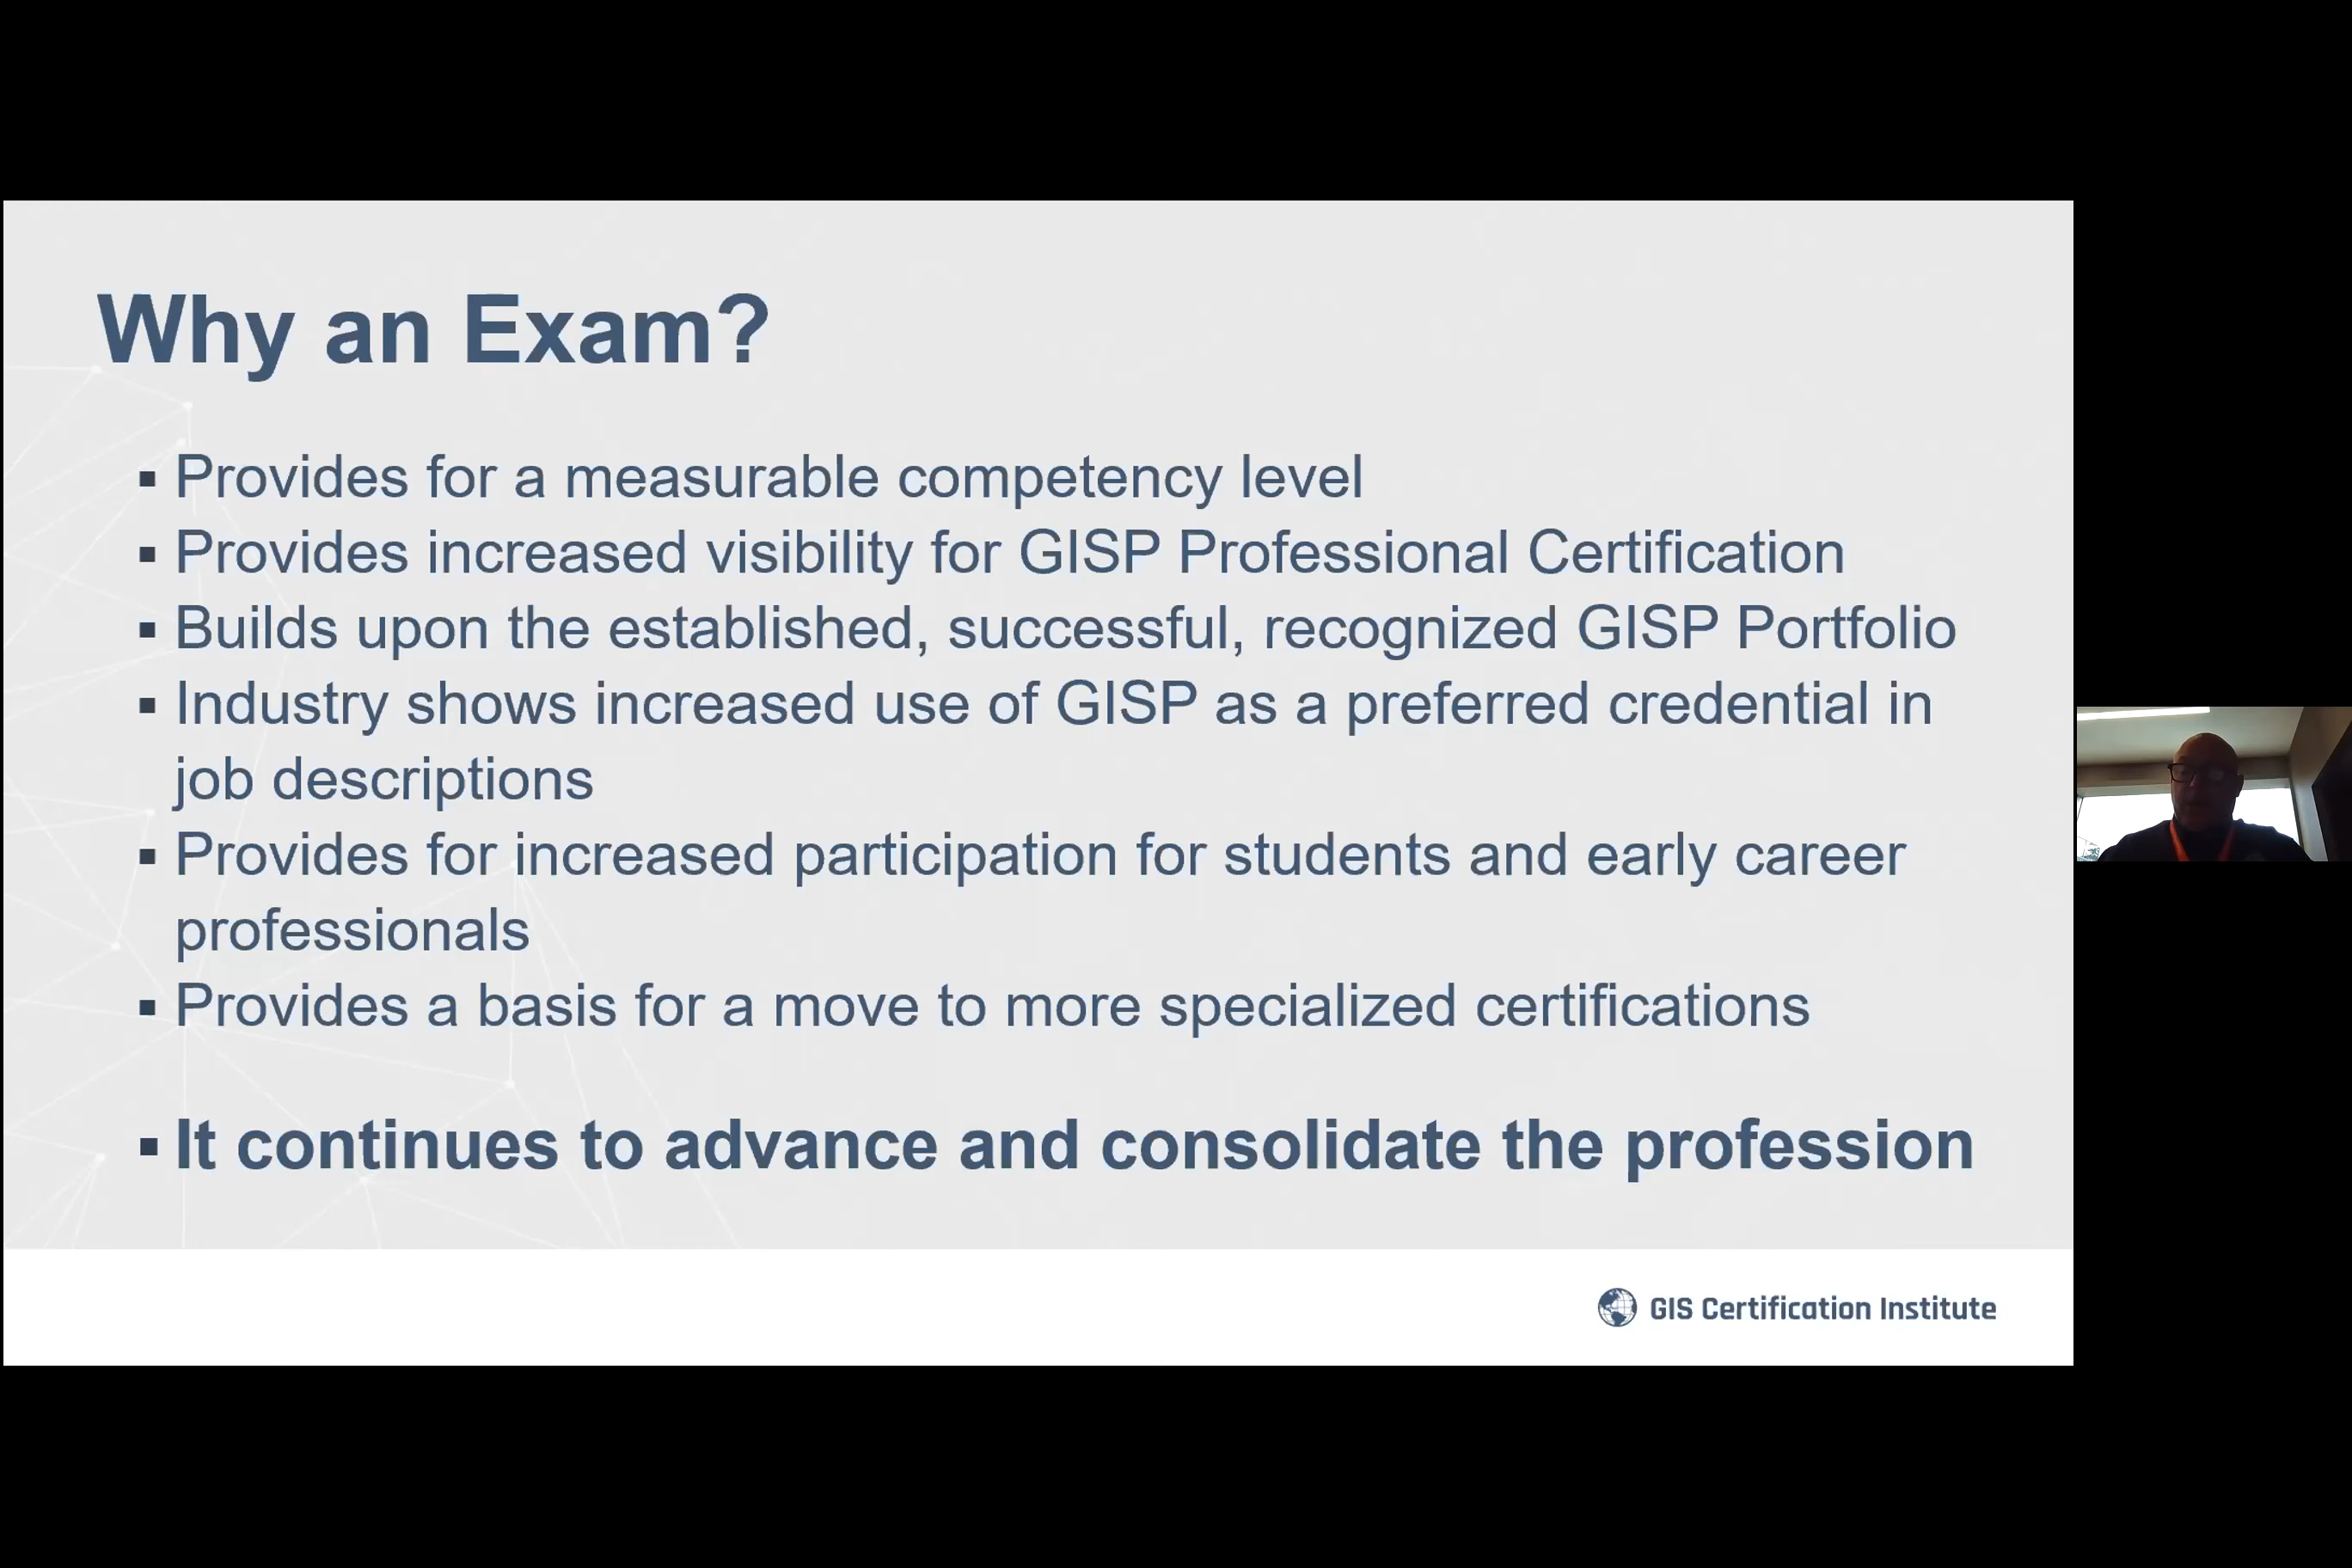 Why an Exam?
▪ Provides for a measurable competency level
▪ Provides increased visibility for GISP Professional Certification
▪ Builds upon the established, successful, recognized GISP Portfolio
▪ Industry shows increased use of GISP as a preferred credential in
job descriptions
▪ Provides for increased participation for students and early career
professionals
▪ Provides a basis for a move to more specialized certifications
▪ It continues to advance and consolidate the profession
GIS Certification Institute